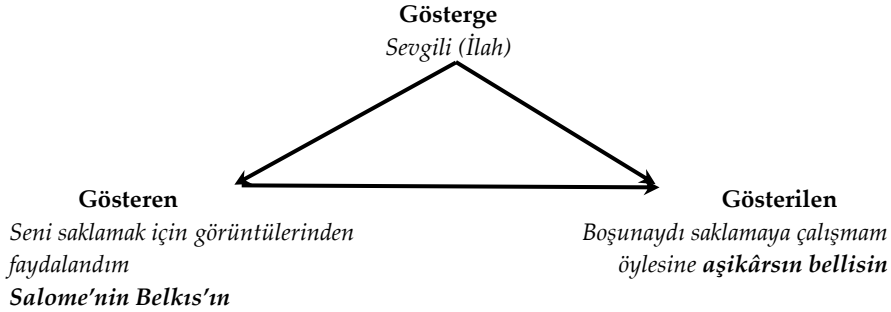 Gösterge
Sevgili (İlah)
Gösteren
Seni saklamak için görüntülerinden
faydalandım
Salome’nin Belkıs’ın
Gösterilen
Boşunaydı saklamaya çalışmam
öylesine aşikârsın bellisin